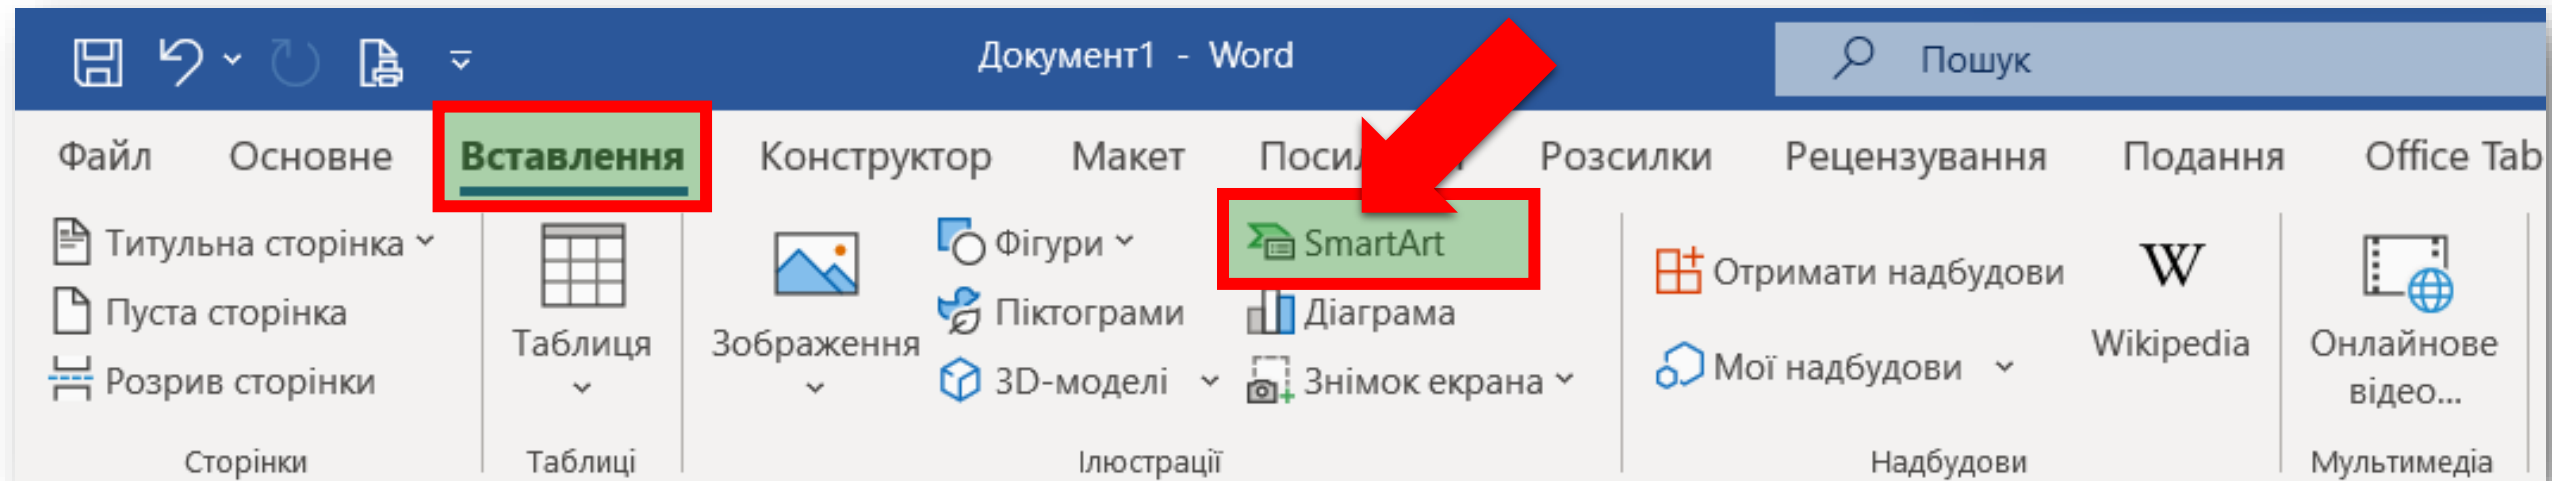 Документ1 - Word
Пошук
Файл Основне Вставлення Конструктор Макет Розсилки Рецензування Подання Office Tab
Титульна сторінка
Пуста сторінка
Розрив сторінки
Сторінки
Таблиця
Таблиці
Зображення
Фігури
Піктограми
3D-моделі
SmartArt
Діаграма
Знімок екрана
Ілюстрації
Отримати надбудови
Мої надбудови
W
Wikipedia
Надбудови
Онлайнове
відео...
Мультимедіа